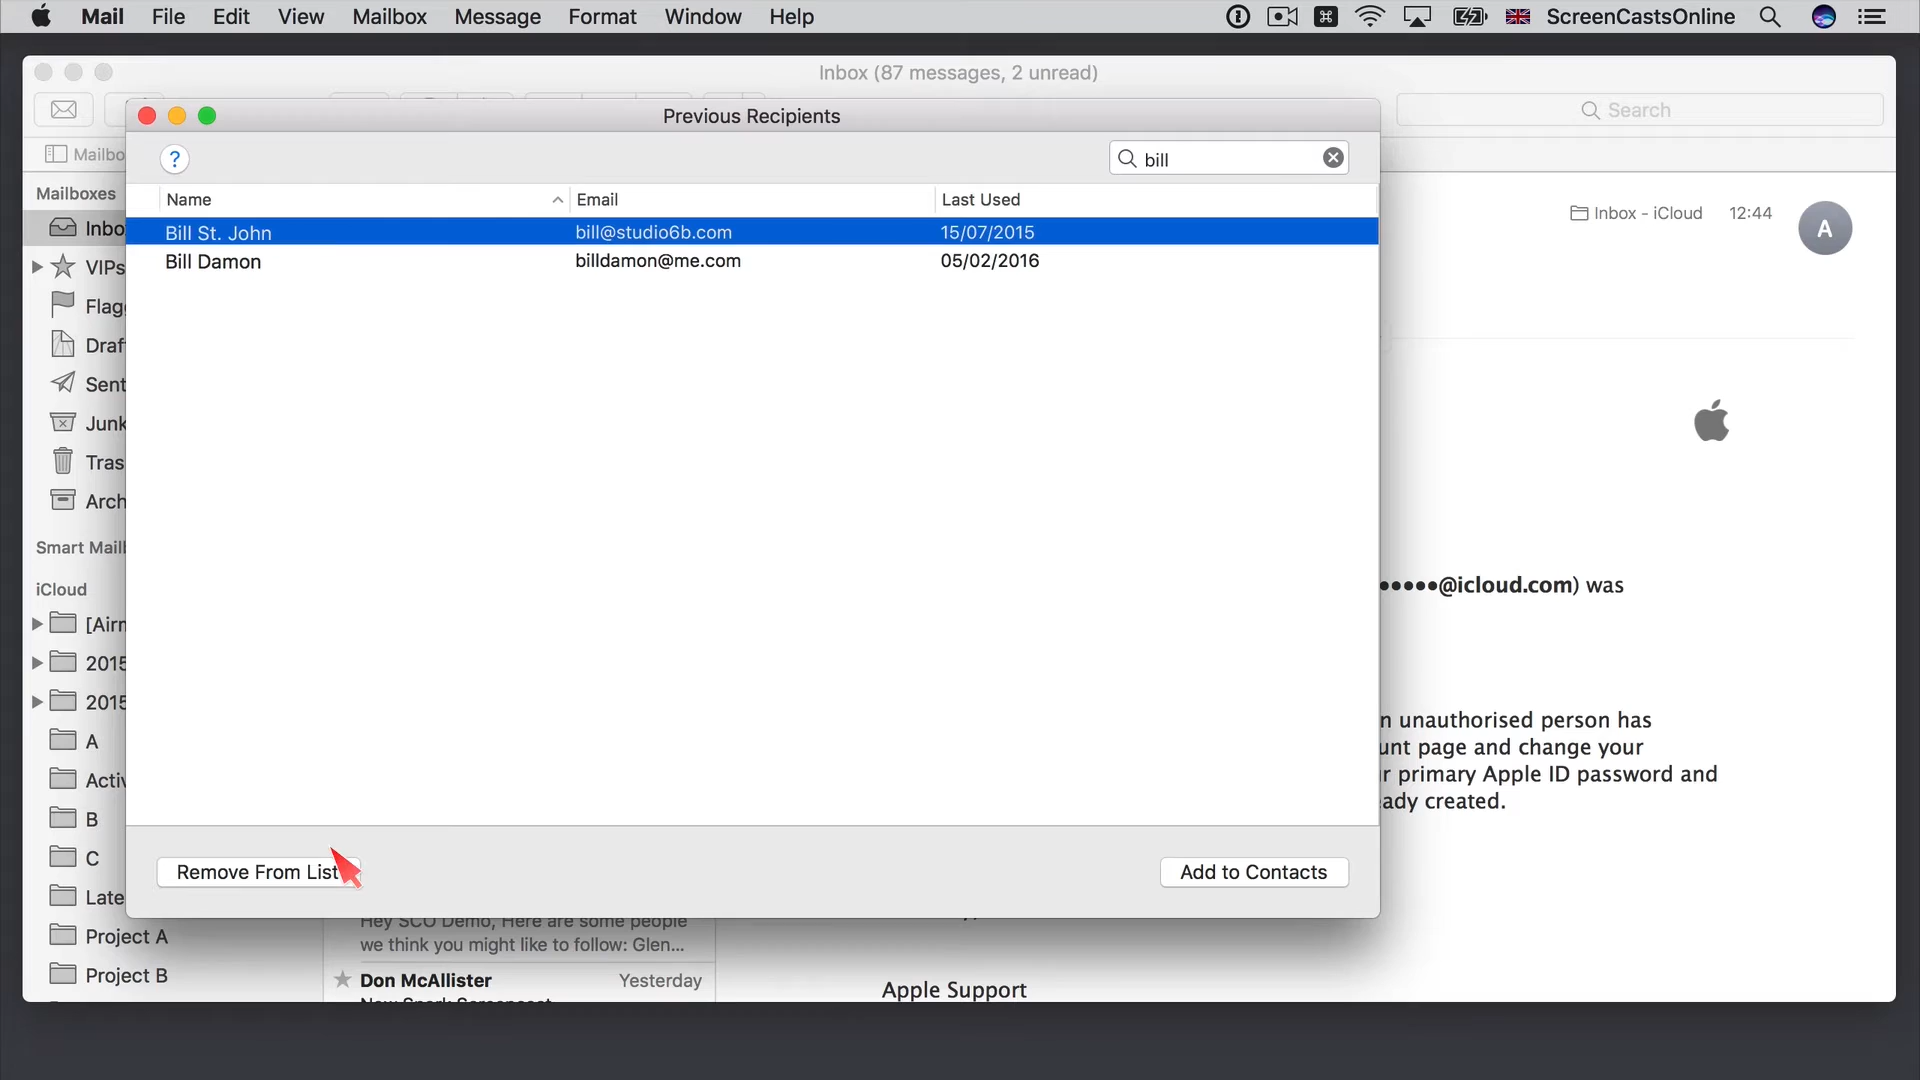 Mail File Edit View Mailbox Message Format Window Help ScreenCastsOnline
Inbox (87 messages, 2 unread)
Search
Previous Recipients
?
bill
Name Email Last Used
Bill St. John bill@studio6b.com 15/07/2015
Bill Damon billdamon@me.com 05/02/2016
Remove From List
Add to Contacts
Mailbo
Mailboxes
Inbo
VIPs
Flag
Draf
Sent
Junk
Tras
Arch
Smart Mail
iCloud
[Airm
2015
2015
A
Activ
B
C
Late
Project A
Project B
Hey SCO Demo, Here are some people
we think you might like to follow: Glen...
Don McAllister Yesterday
Inbox - iCloud 12:44
A
•••••@icloud.com) was
n unauthorised person has
unt page and change your
r primary Apple ID password and
eady created.
Apple Support